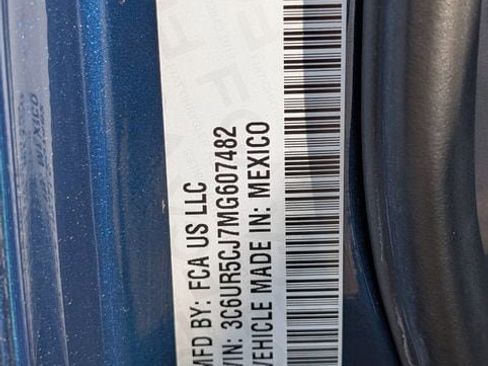 MFD BY: FCA US LLC
VIN: 3C6UR5CJ7MG607482
VEHICLE MADE IN: MEXICO